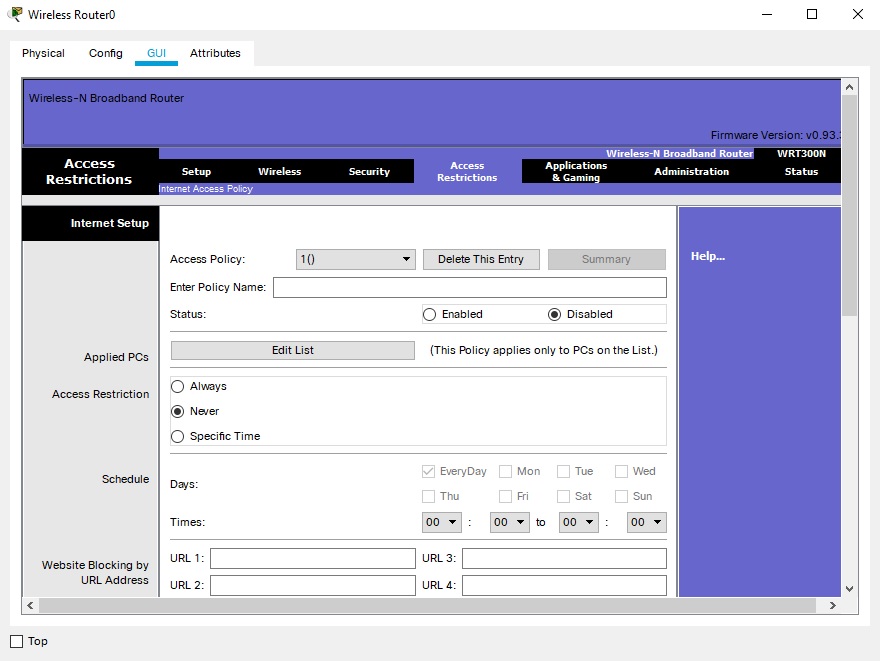 Wireless Router0
Physical Config GUI Attributes
Wireless-N Broadband Router
Firmware Version: v0.93.
Wireless-N Broadband Router WRT300N
Access Restrictions
Setup Wireless Security Access Restrictions Applications & Gaming Administration Status
Internet Access Policy
Internet Setup
Help...
Access Policy: 1() Delete This Entry Summary
Enter Policy Name:
Status: Enabled Disabled
Applied PCs
Edit List (This Policy applies only to PCs on the List.)
Access Restriction
Always
Never
Specific Time
Schedule
Days: EveryDay Mon Tue Wed
Thu Fri Sat Sun
Times: 00 : 00 to 00 : 00
Website Blocking by
URL Address
URL 1: URL 3:
URL 2: URL 4:
Top